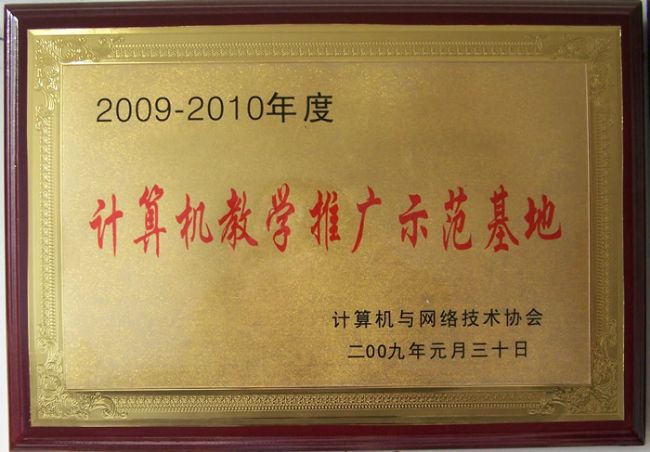 2009-2010年度
计算机教学推广示范基地
计算机与网络技术协会
二00九年元月三十日